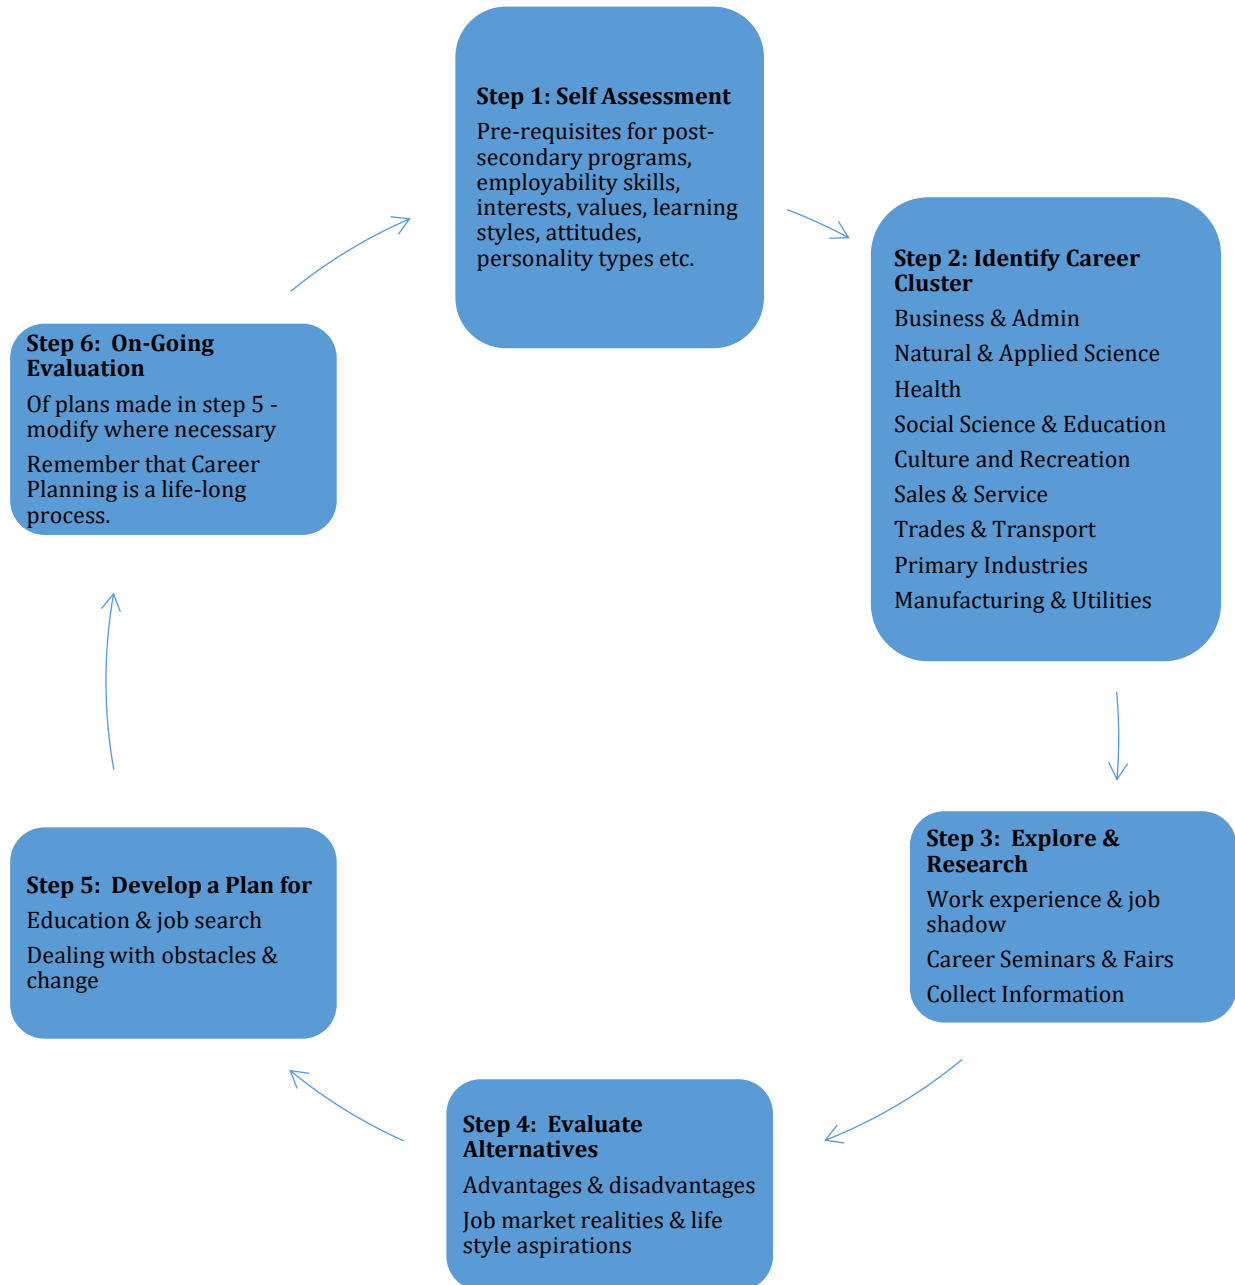 Step 1: Self Assessment
Pre-requisites for post-
secondary programs,
employability skills,
interests, values, learning
styles, attitudes,
personality types etc.
Step 2: Identify Career
Cluster
Business & Admin
Natural & Applied Science
Health
Social Science & Education
Culture and Recreation
Sales & Service
Trades & Transport
Primary Industries
Manufacturing & Utilities
Step 3:  Explore &
Research
Work experience & job
shadow
Career Seminars & Fairs
Collect Information
Step 4:  Evaluate
Alternatives
Advantages & disadvantages
Job market realities & life
style aspirations
Step 5:  Develop a Plan for
Education & job search
Dealing with obstacles &
change
Step 6:  On-Going
Evaluation
Of plans made in step 5 -
modify where necessary
Remember that Career
Planning is a life-long
process.